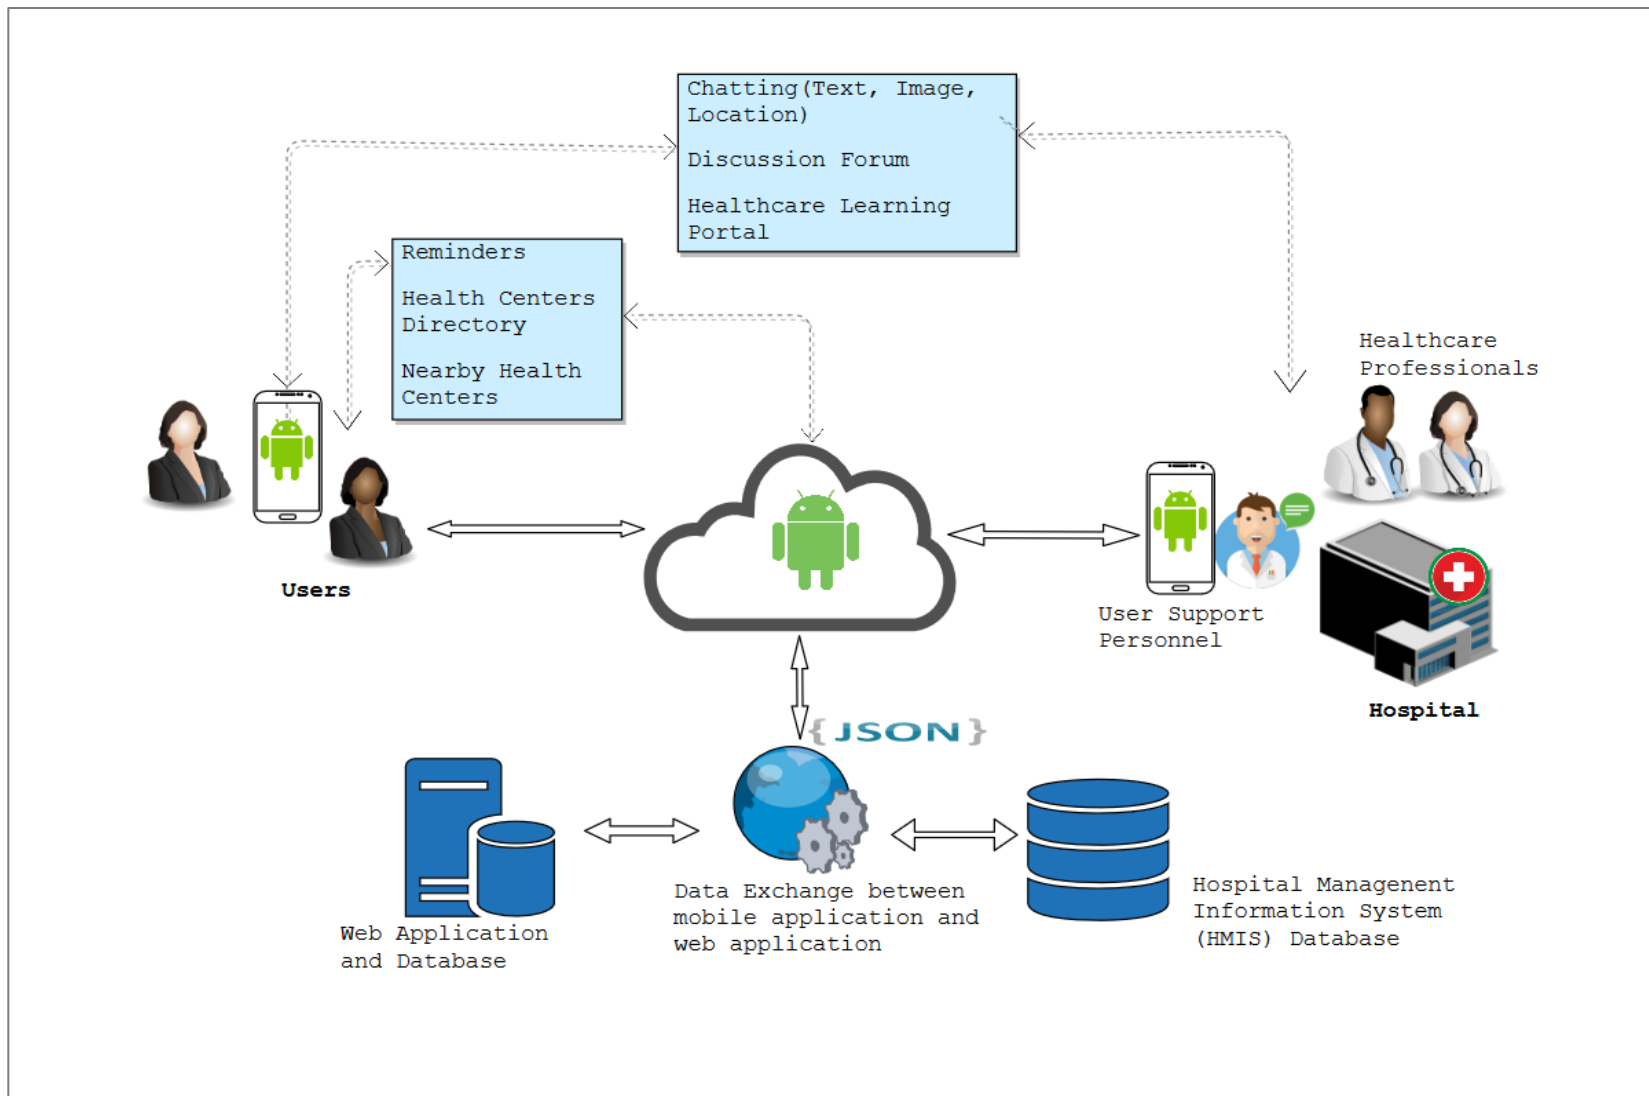 Chatting(Text, Image,
Location)
Discussion Forum
Healthcare Learning
Portal
Reminders
Health Centers
Directory
Nearby Health
Centers
Healthcare
Professionals
Users
User Support
Personnel
Hospital
{JSON}
Data Exchange between
mobile application and
web application
Web Application
and Database
Hospital Managenent
Information System
(HMIS) Database